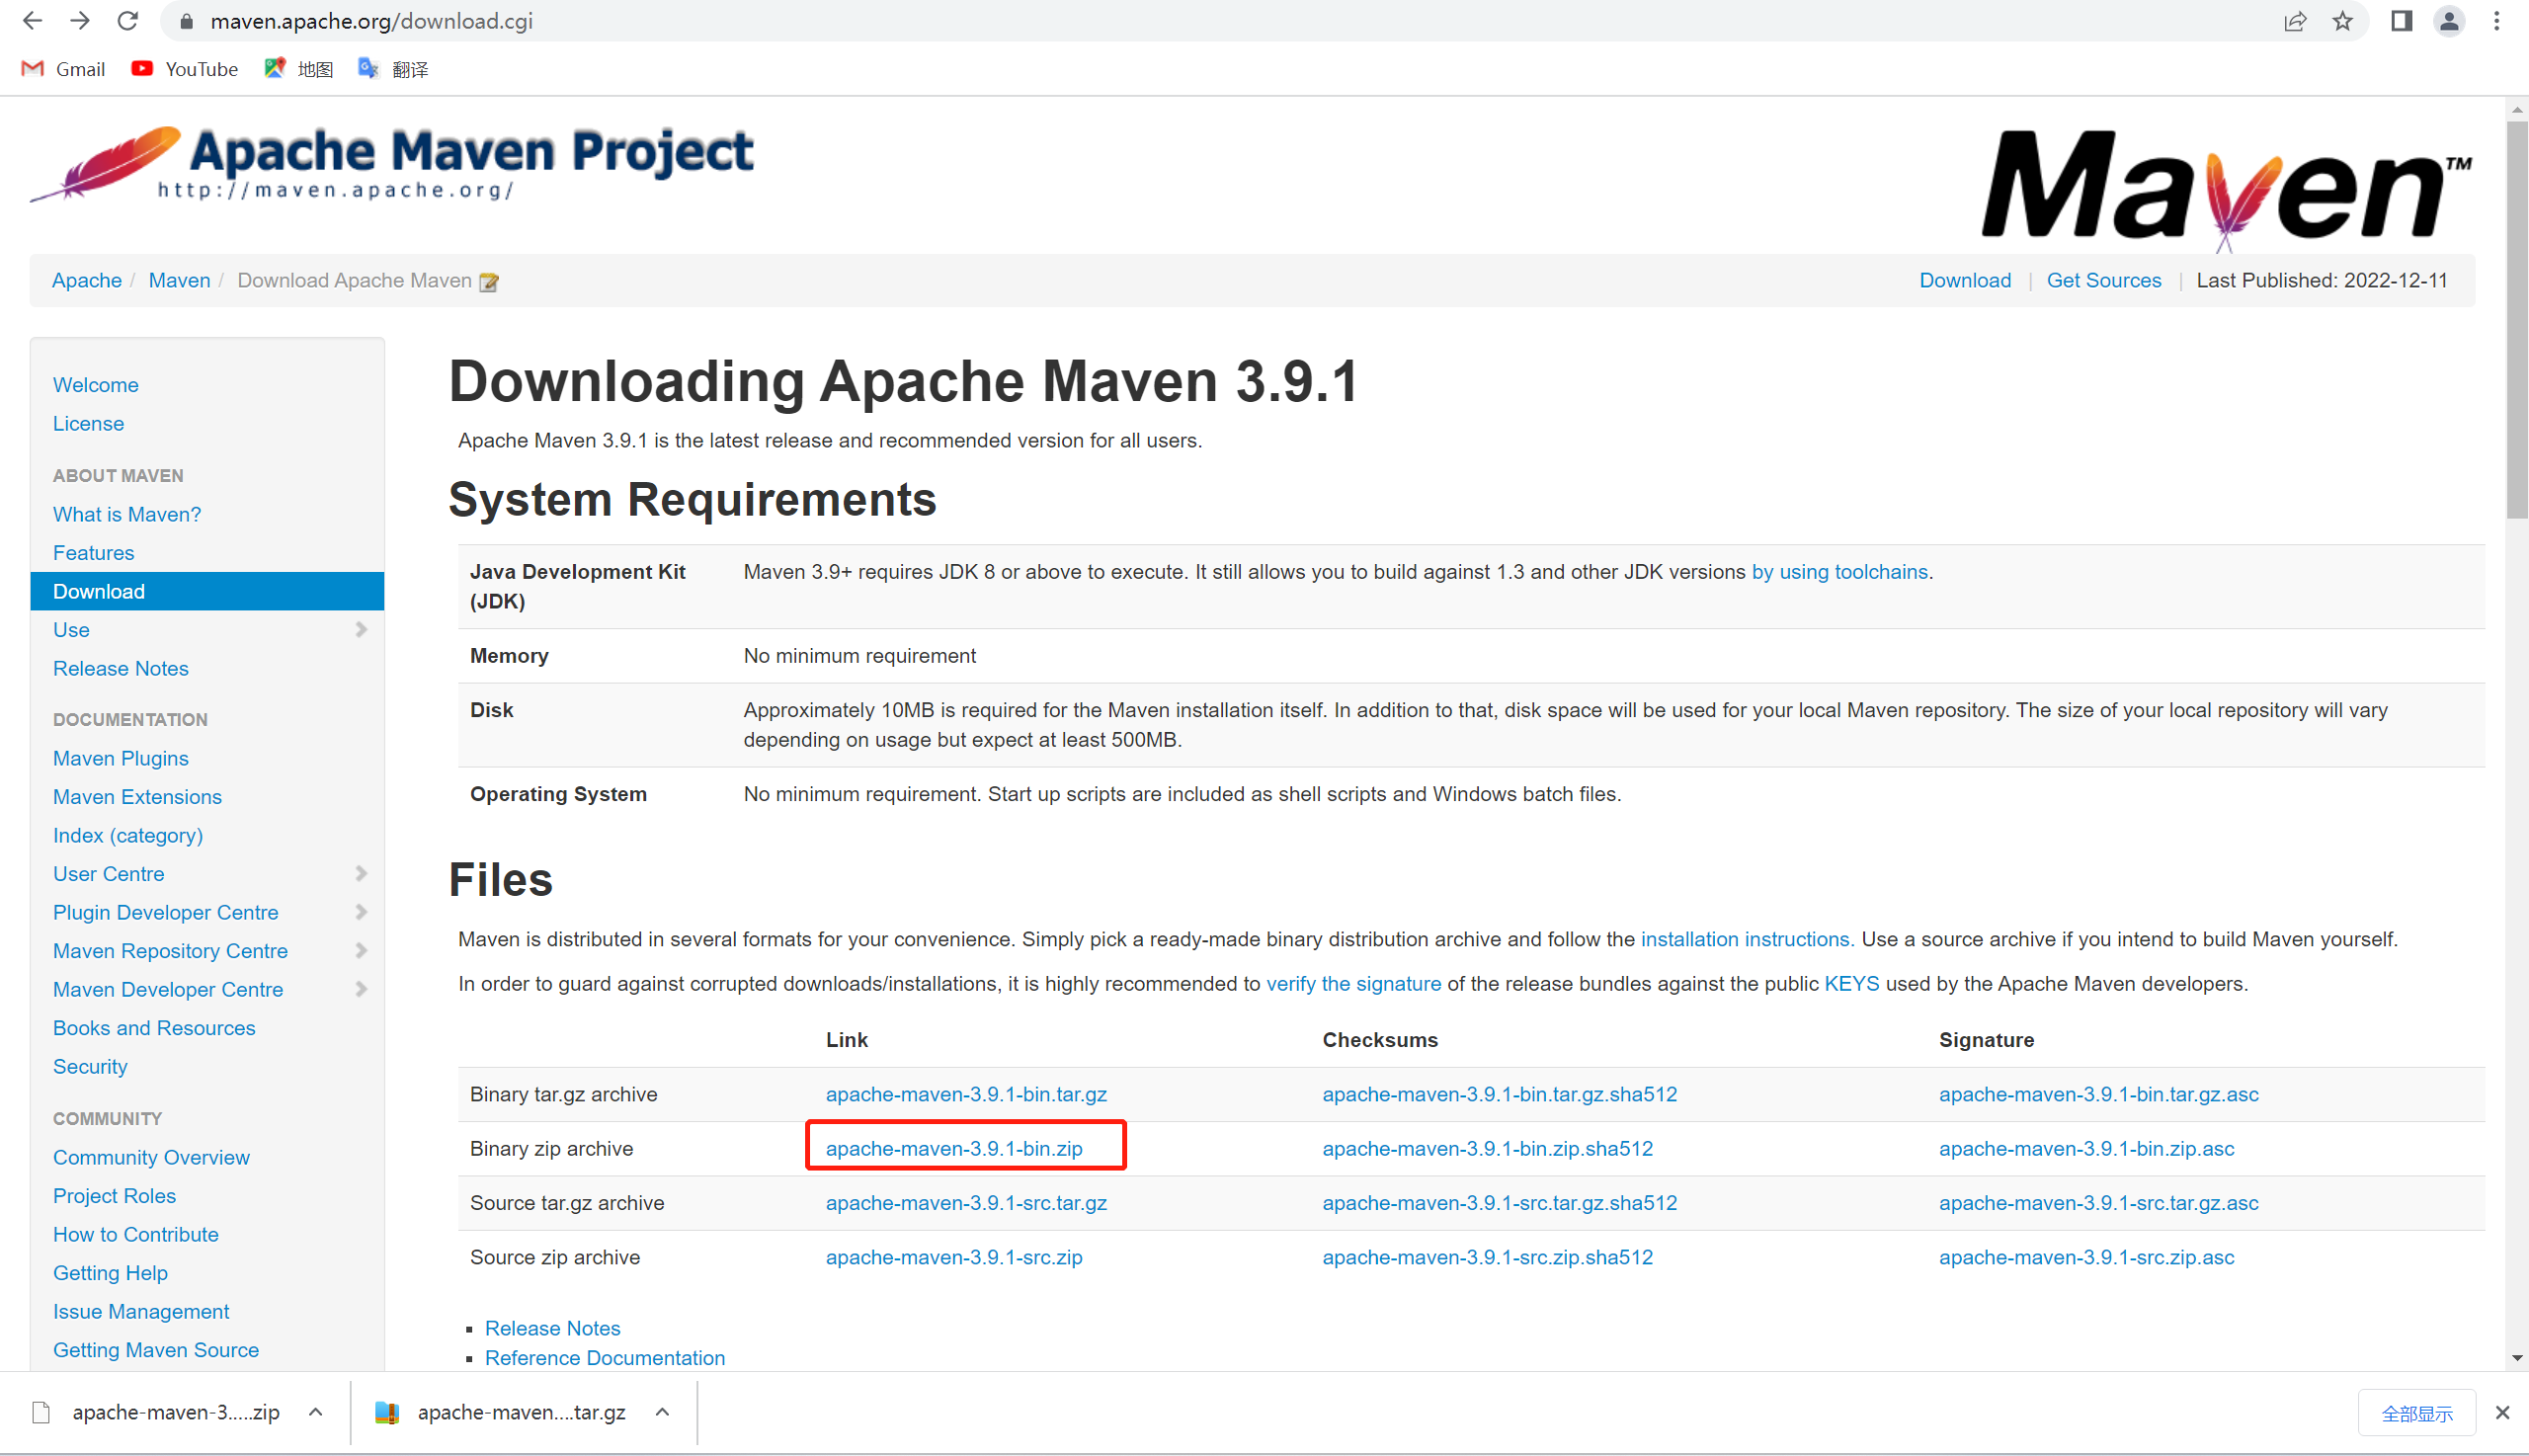 maven.apache.org/download.cgi
Gmail
YouTube
地图
翻译
Apache Maven Project
http://maven.apache.org/
Maven™
Apache / Maven / Download Apache Maven
Download | Get Sources | Last Published: 2022-12-11
Welcome
License
ABOUT MAVEN
What is Maven?
Features
Download
Use
Release Notes
DOCUMENTATION
Maven Plugins
Maven Extensions
Index (category)
User Centre
Plugin Developer Centre
Maven Repository Centre
Maven Developer Centre
Books and Resources
Security
COMMUNITY
Community Overview
Project Roles
How to Contribute
Getting Help
Issue Management
Getting Maven Source
Downloading Apache Maven 3.9.1
Apache Maven 3.9.1 is the latest release and recommended version for all users.
System Requirements
Java Development Kit (JDK)
Maven 3.9+ requires JDK 8 or above to execute. It still allows you to build against 1.3 and other JDK versions by using toolchains.
Memory
No minimum requirement
Disk
Approximately 10MB is required for the Maven installation itself. In addition to that, disk space will be used for your local Maven repository. The size of your local repository will vary
depending on usage but expect at least 500MB.
Operating System
No minimum requirement. Start up scripts are included as shell scripts and Windows batch files.
Files
Maven is distributed in several formats for your convenience. Simply pick a ready-made binary distribution archive and follow the installation instructions. Use a source archive if you intend to build Maven yourself.
In order to guard against corrupted downloads/installations, it is highly recommended to verify the signature of the release bundles against the public KEYS used by the Apache Maven developers.
Link Checksums Signature
Binary tar.gz archive apache-maven-3.9.1-bin.tar.gz apache-maven-3.9.1-bin.tar.gz.sha512 apache-maven-3.9.1-bin.tar.gz.asc
Binary zip archive apache-maven-3.9.1-bin.zip apache-maven-3.9.1-bin.zip.sha512 apache-maven-3.9.1-bin.zip.asc
Source tar.gz archive apache-maven-3.9.1-src.tar.gz apache-maven-3.9.1-src.tar.gz.sha512 apache-maven-3.9.1-src.tar.gz.asc
Source zip archive apache-maven-3.9.1-src.zip apache-maven-3.9.1-src.zip.sha512 apache-maven-3.9.1-src.zip.asc
Release Notes
Reference Documentation
apache-maven-3.....zip
apache-maven....tar.gz
全部显示